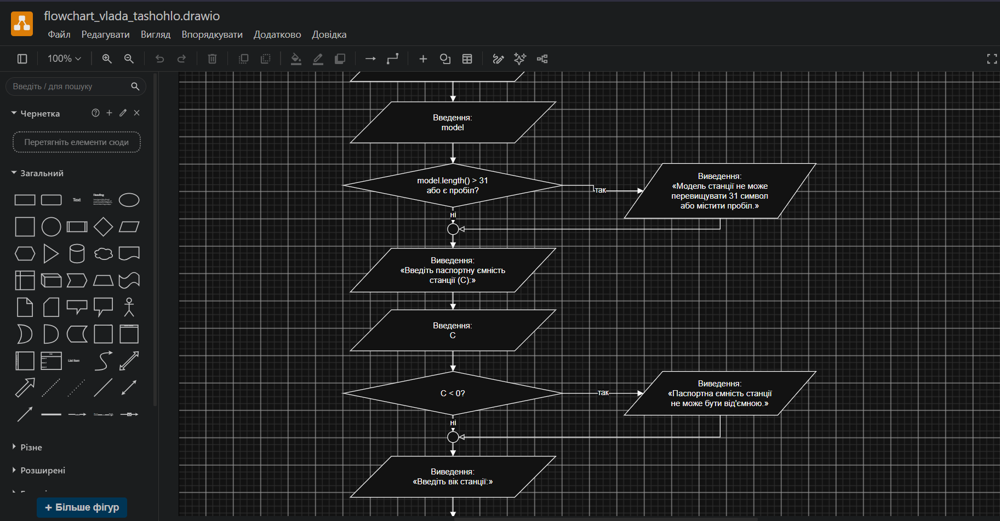 flowchart_vlada_tashohlo.drawio
Файл Редагувати Вигляд Впорядкувати Додатково Довідка
100%
Введіть / для пошуку
Чернетка
Перетягніть елементи сюди
Загальний
Text
Heading
List Item
Різне
Розширені
+ Більше фігур
Введення:
model
model.length() > 31
або є пробіл?
так
Виведення:
«Модель станції не може
перевищувати 31 символ
або містити пробіл.»
ні
Виведення:
«Введіть паспортну ємність
станції (C):»
Введення:
C
C < 0?
так
Виведення:
«Паспортна ємність станції
не може бути від'ємною.»
ні
Виведення:
«Введіть вік станції:»